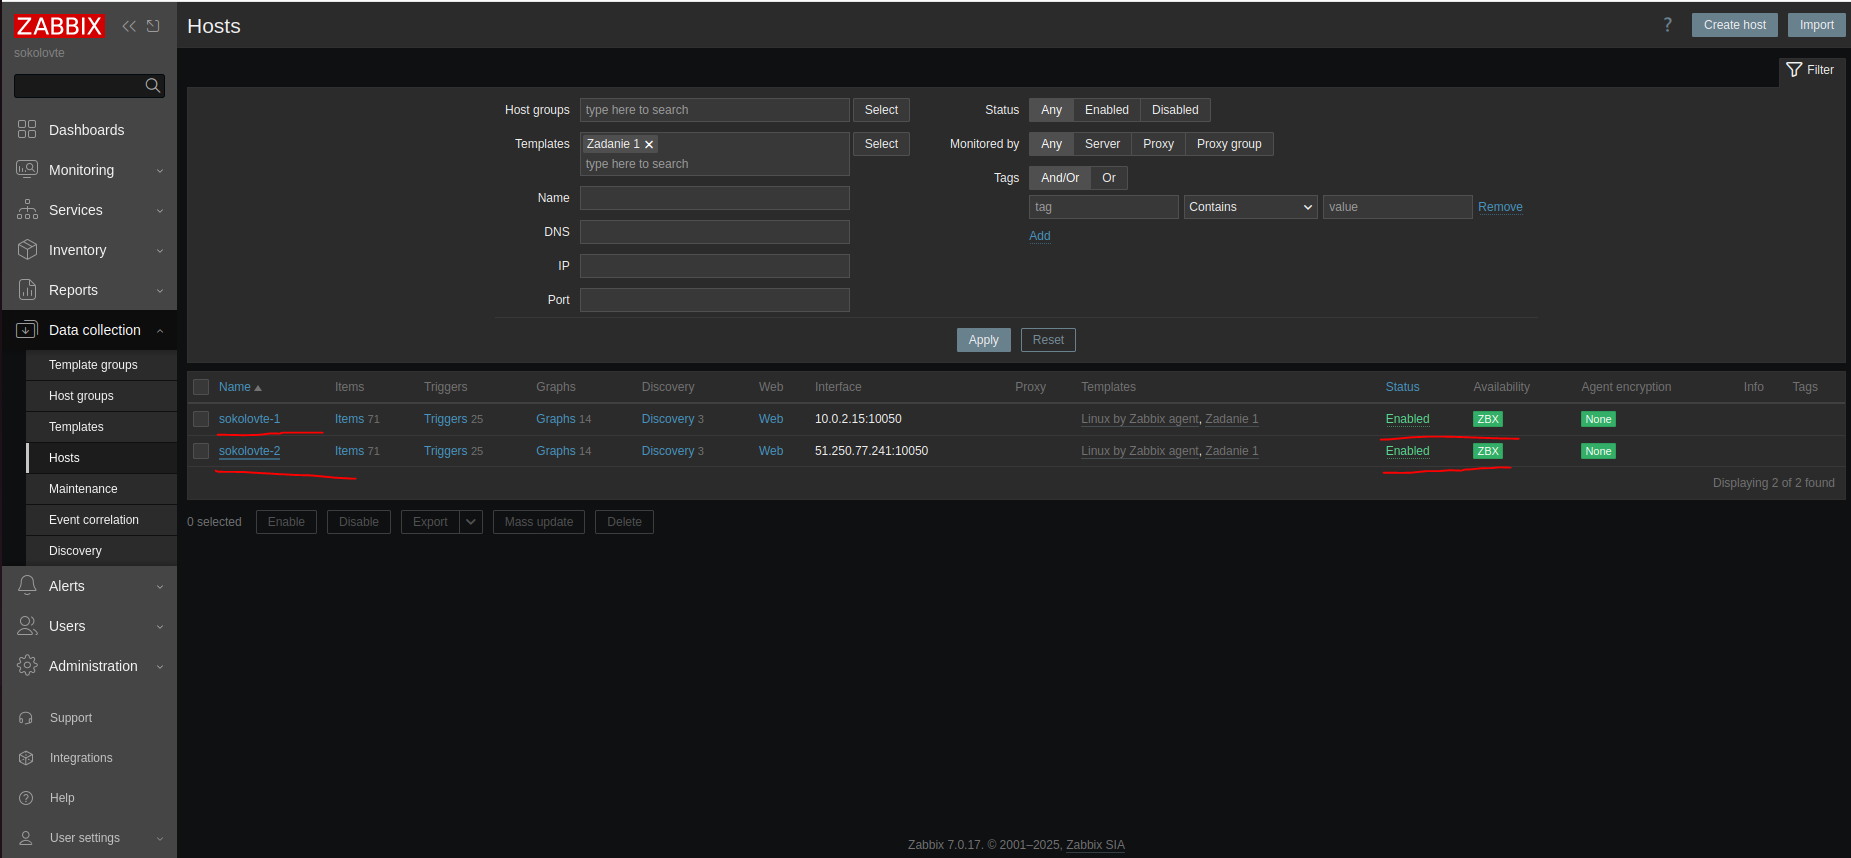 ZABBIX
sokolovte
Dashboards
Monitoring
Services
Inventory
Reports
Data collection
Template groups
Host groups
Templates
Hosts
Maintenance
Event correlation
Discovery
Alerts
Users
Administration
Support
Integrations
Help
User settings
Hosts
? Create host Import
Filter
Host groups type here to search Select
Templates Zadanie 1 Select
type here to search
Name
DNS
IP
Port
Status Any Enabled Disabled
Monitored by Any Server Proxy Proxy group
Tags And/Or Or
tag Contains value Remove
Add
Apply Reset
Name Items Triggers Graphs Discovery Web Interface Proxy Templates Status Availability Agent encryption Info Tags
sokolovte-1 Items 71 Triggers 25 Graphs 14 Discovery 3 Web 10.0.2.15:10050 Linux by Zabbix agent, Zadanie 1 Enabled ZBX None
sokolovte-2 Items 71 Triggers 25 Graphs 14 Discovery 3 Web 51.250.77.241:10050 Linux by Zabbix agent, Zadanie 1 Enabled ZBX None
Displaying 2 of 2 found
0 selected Enable Disable Export Mass update Delete
Zabbix 7.0.17. © 2001–2025, Zabbix SIA